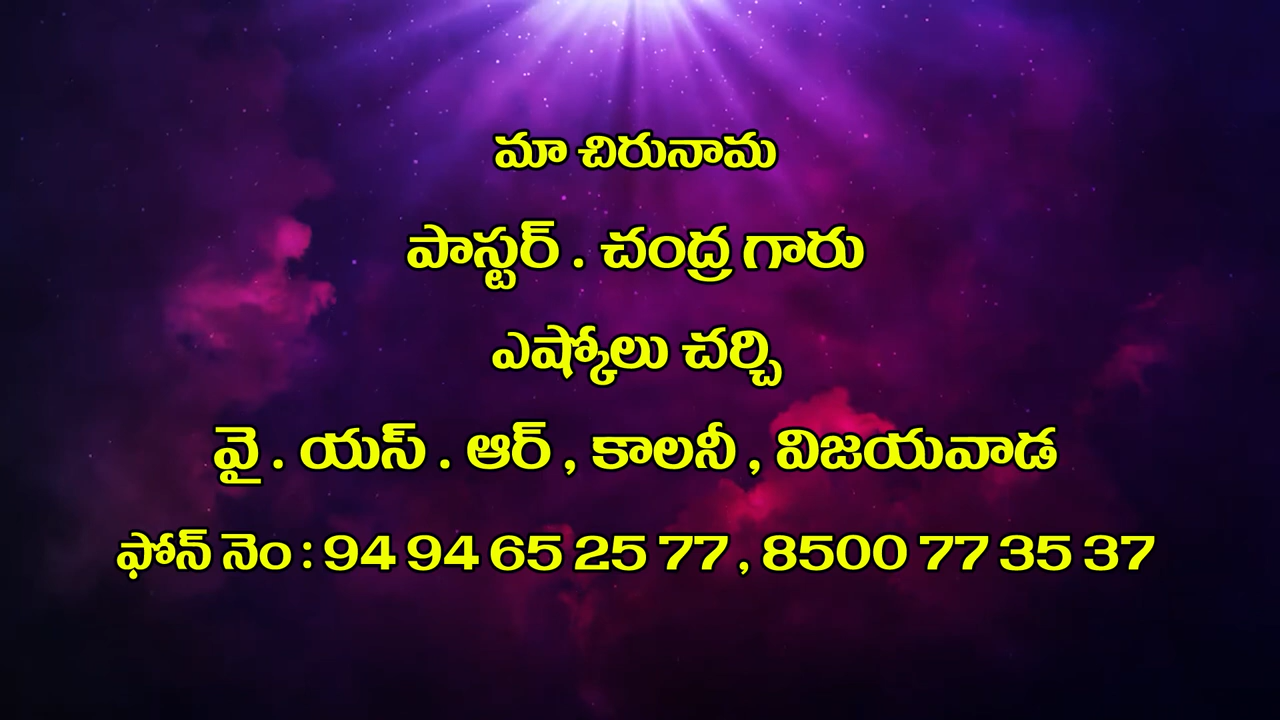 మా చిరునామ
పాస్టర్ . చంద్ర గారు
ఎష్కోలు చర్చి
వై . యస్ . ఆర్ , కాలనీ , విజయవాడ
ఫోన్ నెం : 94 94 65 25 77 , 8500 77 35 37